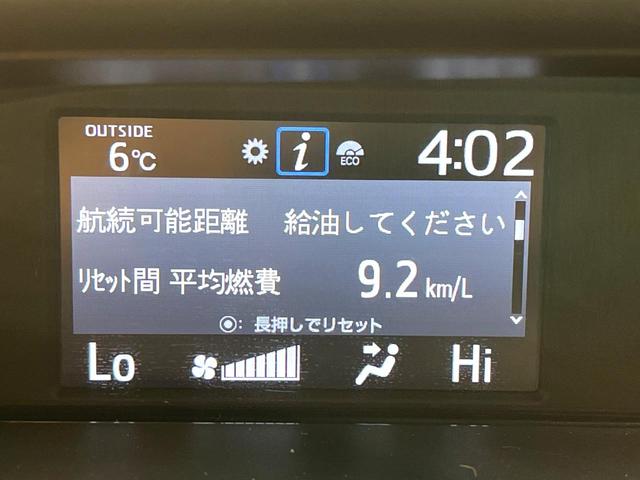 OUTSIDE
6℃
i
ECO
4:02
航続可能距離 給油してください
ﾘｾｯﾄ間 平均燃費 9.2 km/L
◉: 長押しでリセット
Lo
Hi